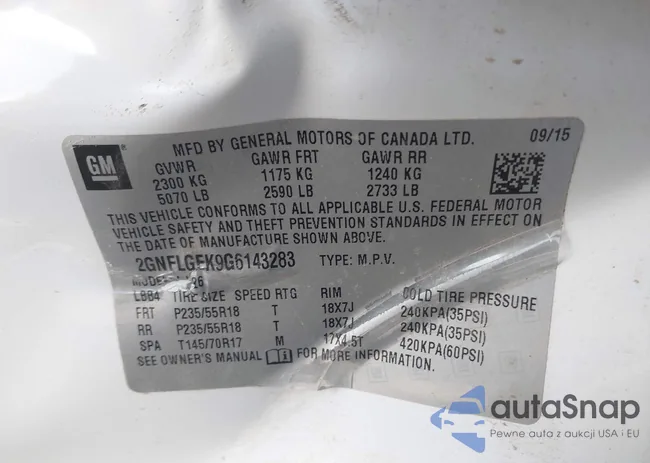 MFD BY GENERAL MOTORS OF CANADA LTD. 09/15
GM
GVWR GAWR FRT GAWR RR
2300 KG 1175 KG 1240 KG
5070 LB 2590 LB 2733 LB
THIS VEHICLE CONFORMS TO ALL APPLICABLE U.S. FEDERAL MOTOR
VEHICLE SAFETY AND THEFT PREVENTION STANDARDS IN EFFECT ON
THE DATE OF MANUFACTURE SHOWN ABOVE.
2GNFLGEK9G6143283 TYPE: M.P.V.
LBB4 TIRE SIZE SPEED RTG RIM COLD TIRE PRESSURE
FRT P235/55R18 T 18X7J 240KPA(35PSI)
RR P235/55R18 T 18X7J 240KPA(35PSI)
SPA T145/70R17 M 17X4.5T 420KPA(60PSI)
SEE OWNER'S MANUAL FOR MORE INFORMATION.
autoSnap
Pewne auta z aukcji USA i EU